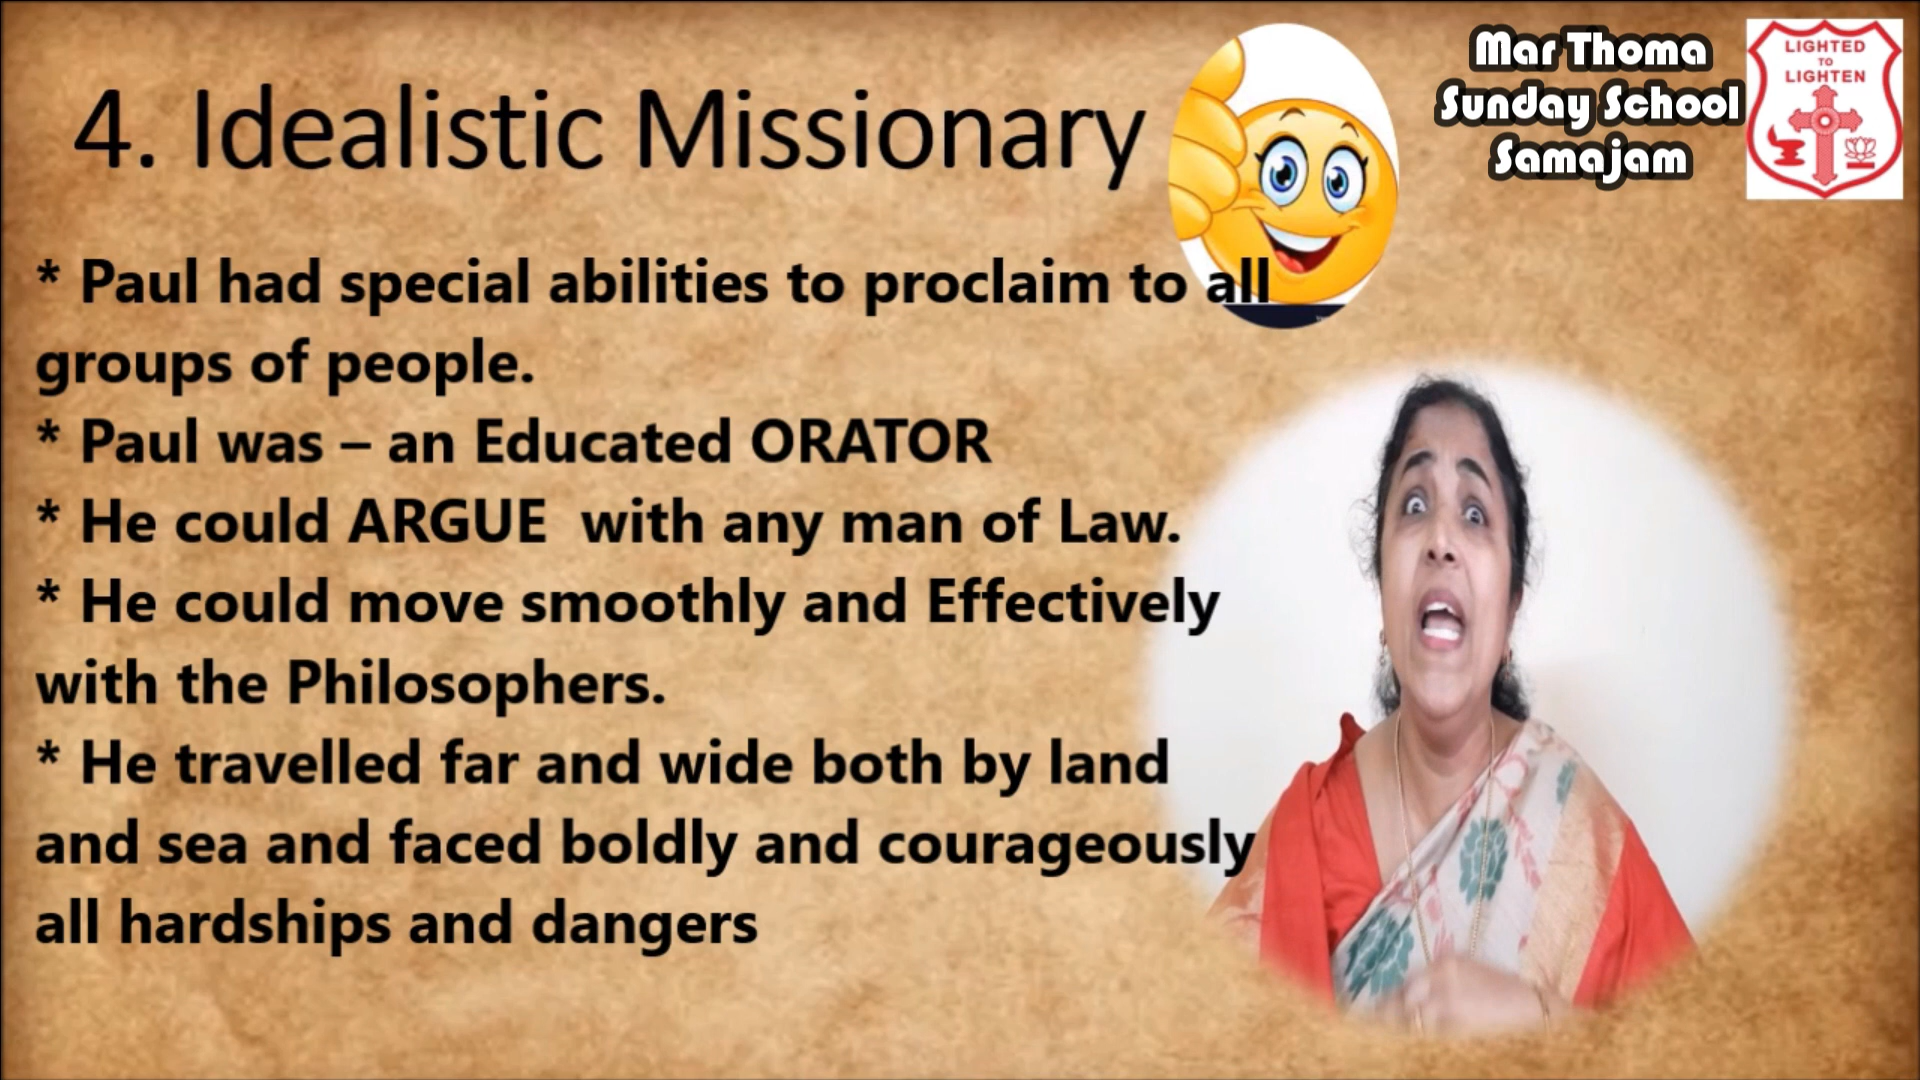 4. Idealistic Missionary
Mar Thoma
Sunday School
Samajam
LIGHTED
TO
LIGHTEN
* Paul had special abilities to proclaim to all
groups of people.
* Paul was – an Educated ORATOR
* He could ARGUE  with any man of Law.
* He could move smoothly and Effectively
with the Philosophers.
* He travelled far and wide both by land
and sea and faced boldly and courageously
all hardships and dangers